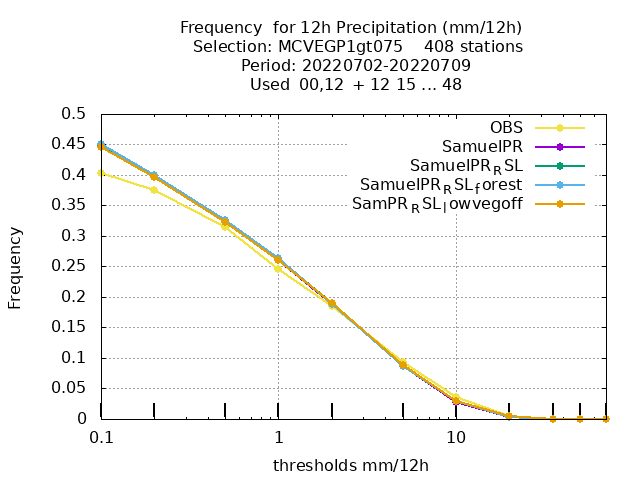 Frequency  for 12h Precipitation (mm/12h)
Selection: MCVEGP1gt075    408 stations
Period: 20220702-20220709
Used  00,12  + 12 15 ... 48
0.5
0.45
0.4
0.35
0.3
0.25
0.2
0.15
0.1
0.05
0
Frequency
OBS
SamuelPR
SamuelPR_RSL
SamuelPR_RSL_forest
SamPR_RSL_lowvegoff
0.1
1
10
thresholds mm/12h